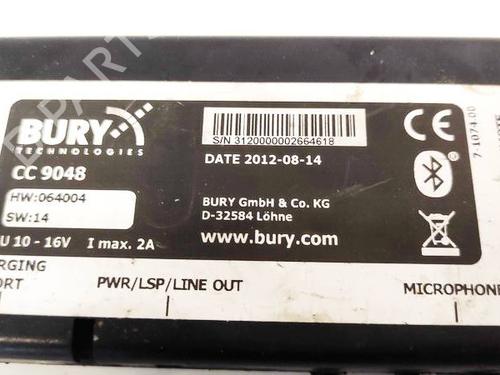 BURY
TECHNOLOGIES
CC 9048
HW:064004
SW:14
U 10 - 16V I max. 2A
S/N 3120000002664618
DATE 2012-08-14
BURY GmbH & Co. KG
D-32584 Löhne
www.bury.com
7-1074-00
RGING
ORT
PWR/LSP/LINE OUT
MICROPHONE